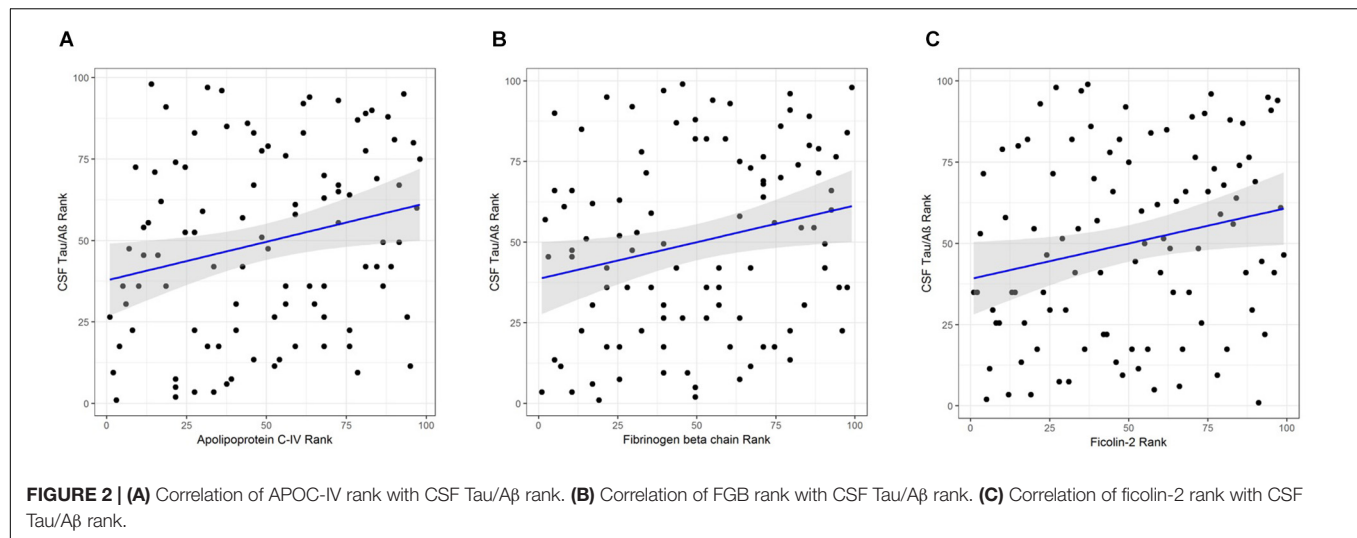 A
B
C
100
75
50
25
0
CSF Tau/Aß Rank
0
25
50
75
100
Apolipoprotein C-IV Rank
100
75
50
25
0
CSF Tau/Aß Rank
0
25
50
75
100
Fibrinogen beta chain Rank
100
75
50
25
0
CSF Tau/Aß Rank
0
25
50
75
100
Ficolin-2 Rank
FIGURE 2 | (A) Correlation of APOC-IV rank with CSF Tau/Aβ rank. (B) Correlation of FGB rank with CSF Tau/Aβ rank. (C) Correlation of ficolin-2 rank with CSF
Tau/Aβ rank.